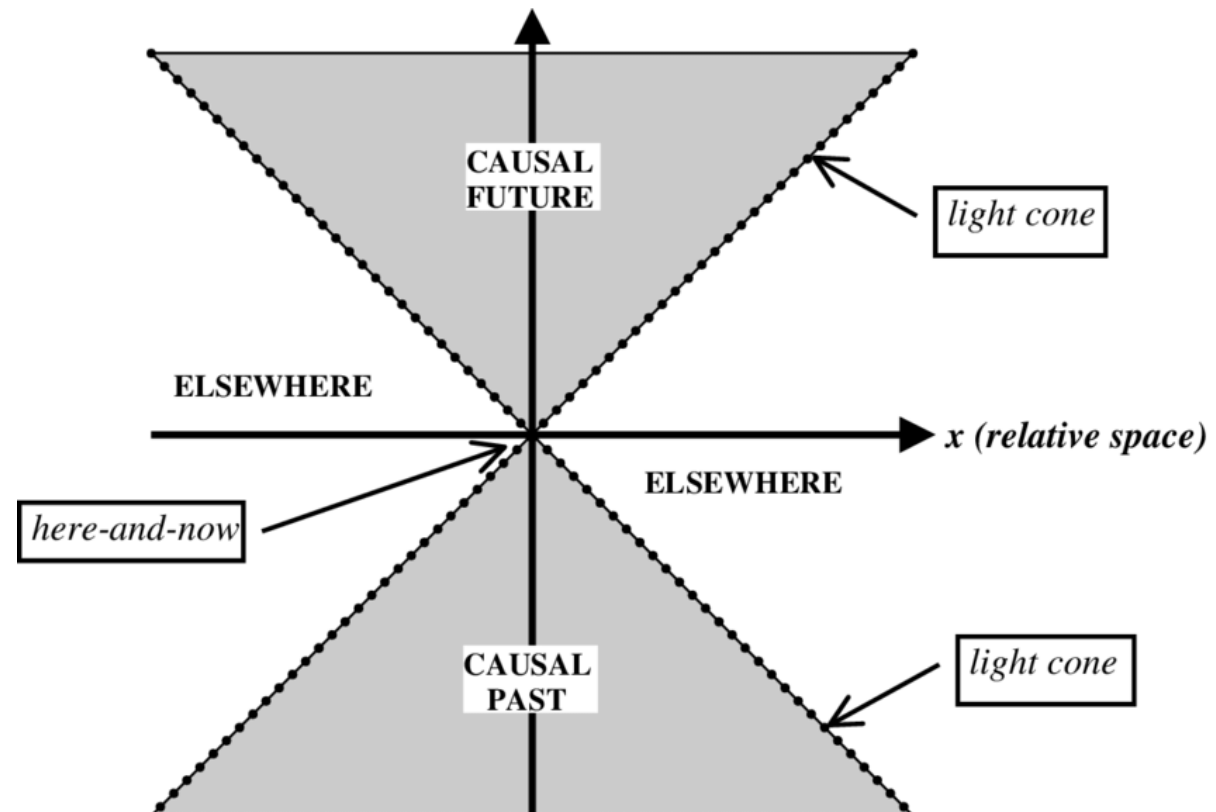 CAUSAL
FUTURE
light cone
ELSEWHERE
x (relative space)
ELSEWHERE
here-and-now
CAUSAL
PAST
light cone